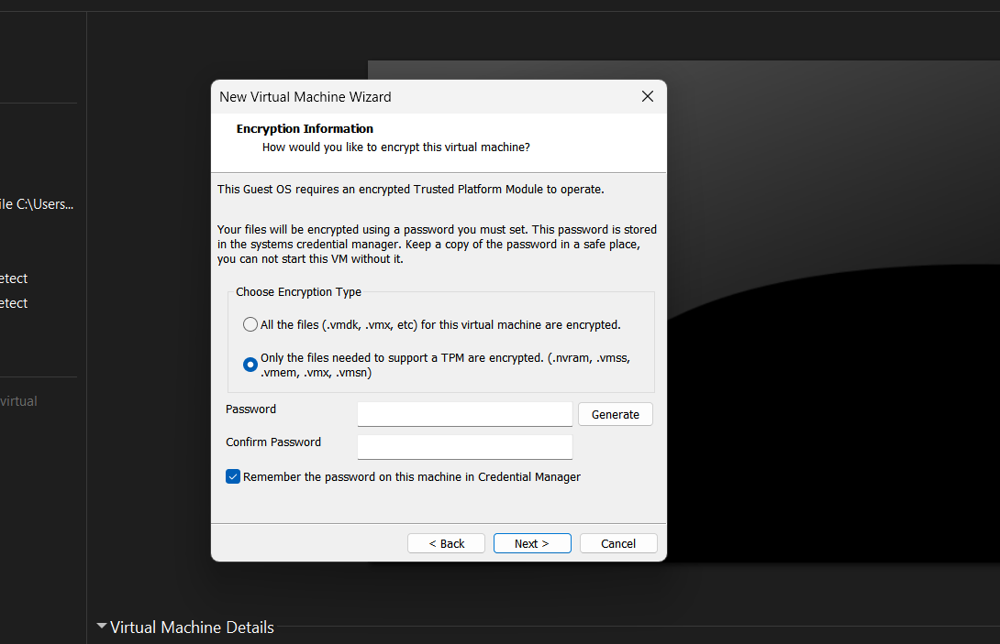 New Virtual Machine Wizard
Encryption Information
How would you like to encrypt this virtual machine?
This Guest OS requires an encrypted Trusted Platform Module to operate.
ile C:\Users...
Your files will be encrypted using a password you must set. This password is stored
in the systems credential manager. Keep a copy of the password in a safe place,
you can not start this VM without it.
etect
etect
Choose Encryption Type
All the files (.vmdk, .vmx, etc) for this virtual machine are encrypted.
Only the files needed to support a TPM are encrypted. (.nvram, .vmss,
.vmem, .vmx, .vmsn)
virtual
Password
Generate
Confirm Password
Remember the password on this machine in Credential Manager
< Back
Next >
Cancel
Virtual Machine Details